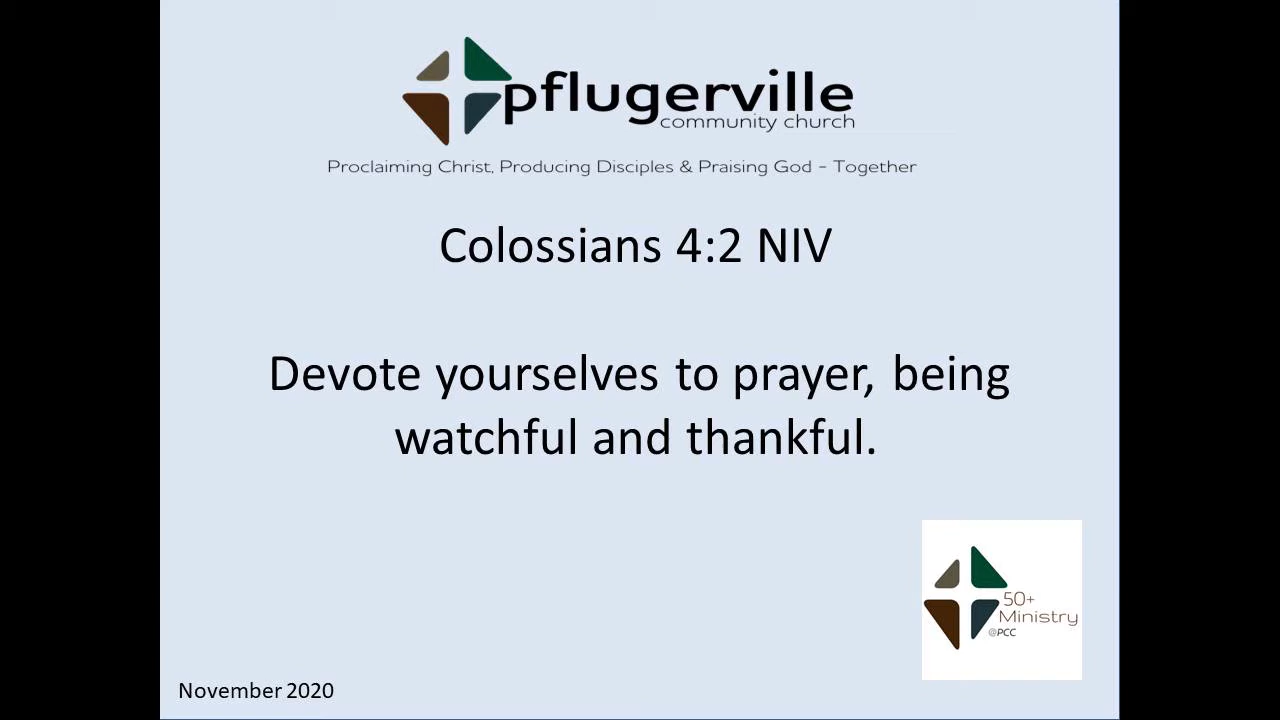 pflugerville
community church
Proclaiming Christ, Producing Disciples & Praising God - Together
Colossians 4:2 NIV
Devote yourselves to prayer, being
watchful and thankful.
50+
Ministry
@PCC
November 2020